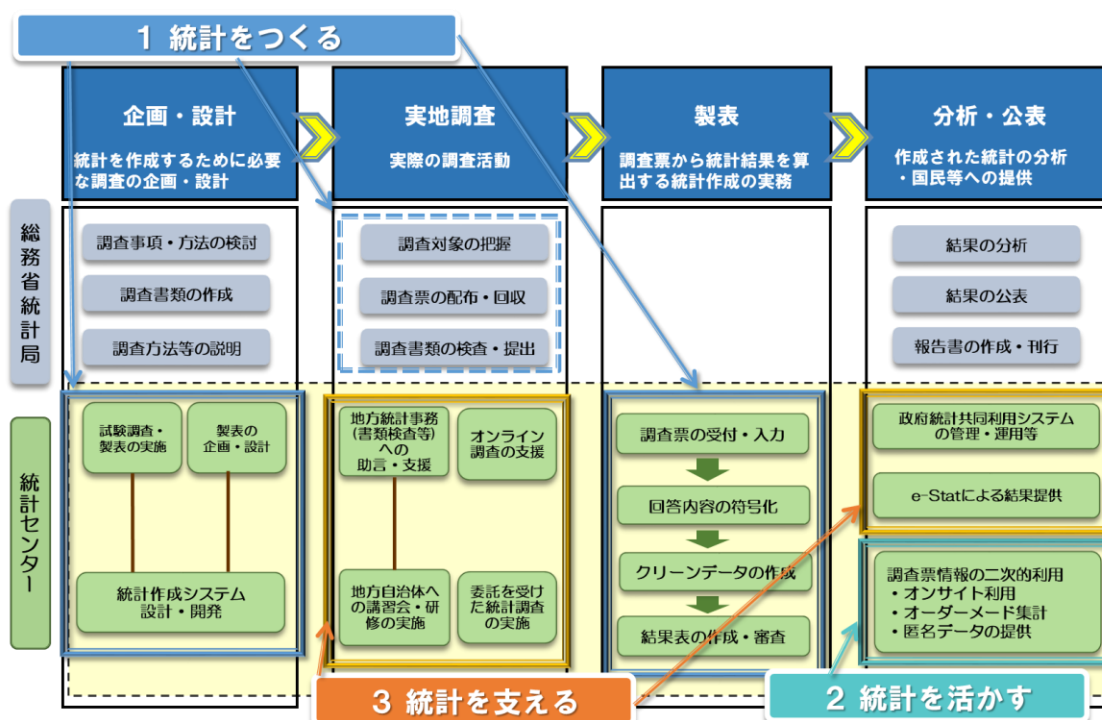 1 統計をつくる
企画・設計
統計を作成するために必要
な調査の企画・設計
実地調査
実際の調査活動
製表
調査票から統計結果を算
出する統計作成の実務
分析・公表
作成された統計の分析
・国民等への提供
総務省統計局
調査事項・方法の検討
調査書類の作成
調査方法等の説明
調査対象の把握
調査票の配布・回収
調査書類の検査・提出
結果の分析
結果の公表
報告書の作成・刊行
統計センター
試験調査・
製表の実施
製表の
企画・設計
統計作成システム
設計・開発
地方統計事務
(書類検査等)
への
助言・支援
オンライン
調査の支援
地方自治体へ
の講習会・研
修の実施
委託を受け
た統計調査
の実施
調査票の受付・入力
回答内容の符号化
クリーンデータの作成
結果表の作成・審査
政府統計共同利用システム
の管理・運用等
e-Statによる結果提供
調査票情報の二次的利用
・オンサイト利用
・オーダーメード集計
・匿名データの提供
3 統計を支える
2 統計を活かす